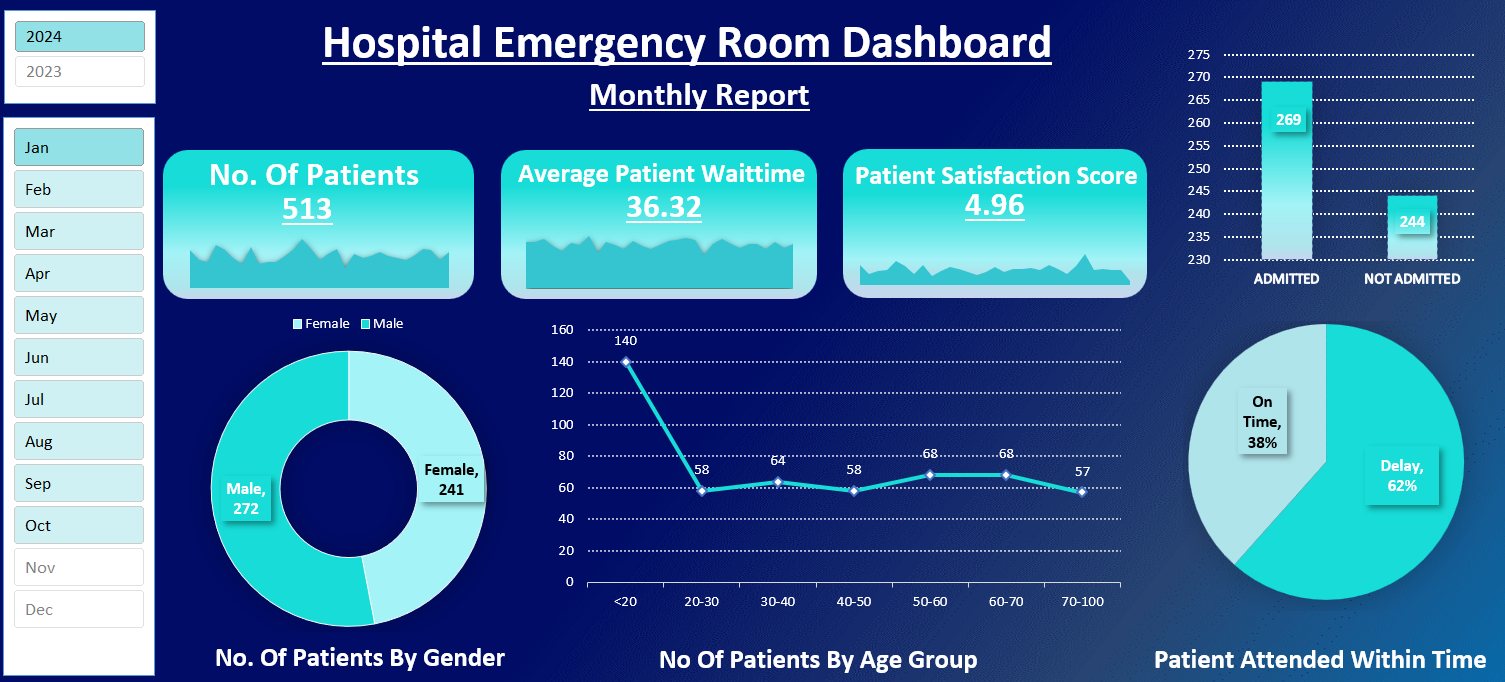 2024
2023
Jan
Feb
Mar
Apr
May
Jun
Jul
Aug
Sep
Oct
Nov
Dec
Hospital Emergency Room Dashboard
Monthly Report
No. Of Patients
513
Average Patient Waittime
36.32
Patient Satisfaction Score
4.96
275
270
265
260
255
250
245
240
235
230
269
244
ADMITTED NOT ADMITTED
Female Male
Male,
272
Female,
241
No. Of Patients By Gender
160
140
120
100
80
60
40
20
0
140
58
64
58
68
68
57
<20 20-30 30-40 40-50 50-60 60-70 70-100
No Of Patients By Age Group
On
Time,
38%
Delay,
62%
Patient Attended Within Time